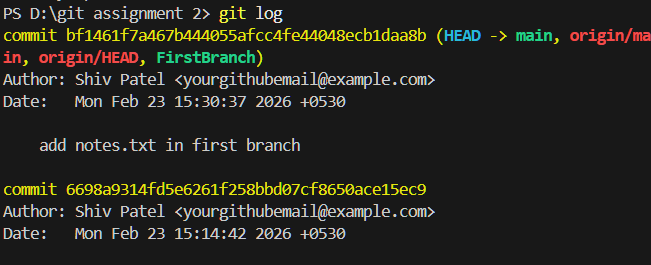 PS D:\git assignment 2> git log
commit bf1461f7a467b444055afcc4fe44048ecb1daa8b (HEAD -> main, origin/ma
in, origin/HEAD, FirstBranch)
Author: Shiv Patel <yourgithubemail@example.com>
Date:   Mon Feb 23 15:30:37 2026 +0530
    add notes.txt in first branch
commit 6698a9314fd5e6261f258bbd07cf8650ace15ec9
Author: Shiv Patel <yourgithubemail@example.com>
Date:   Mon Feb 23 15:14:42 2026 +0530